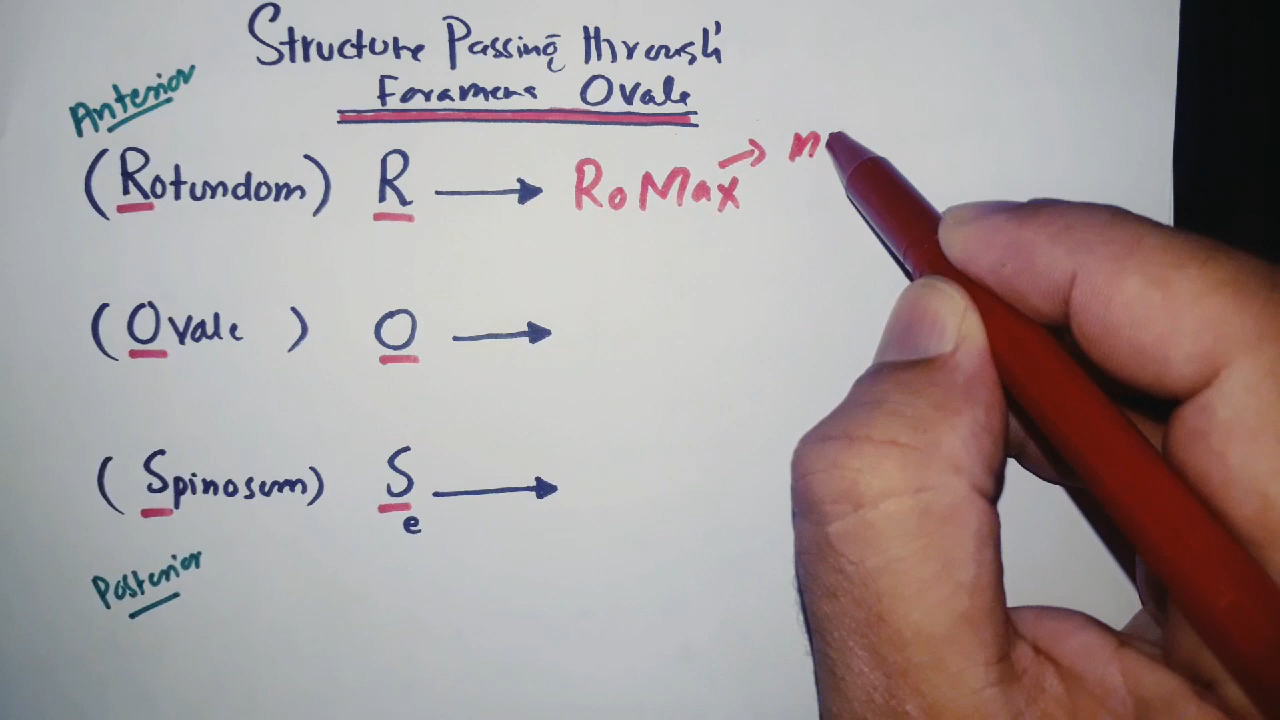 Structure Passing through
Foramens Ovale
Anterior
(Rotundom) R → RoMax → m
(Ovale) O →
(Spinosum) S →
e
Posterior